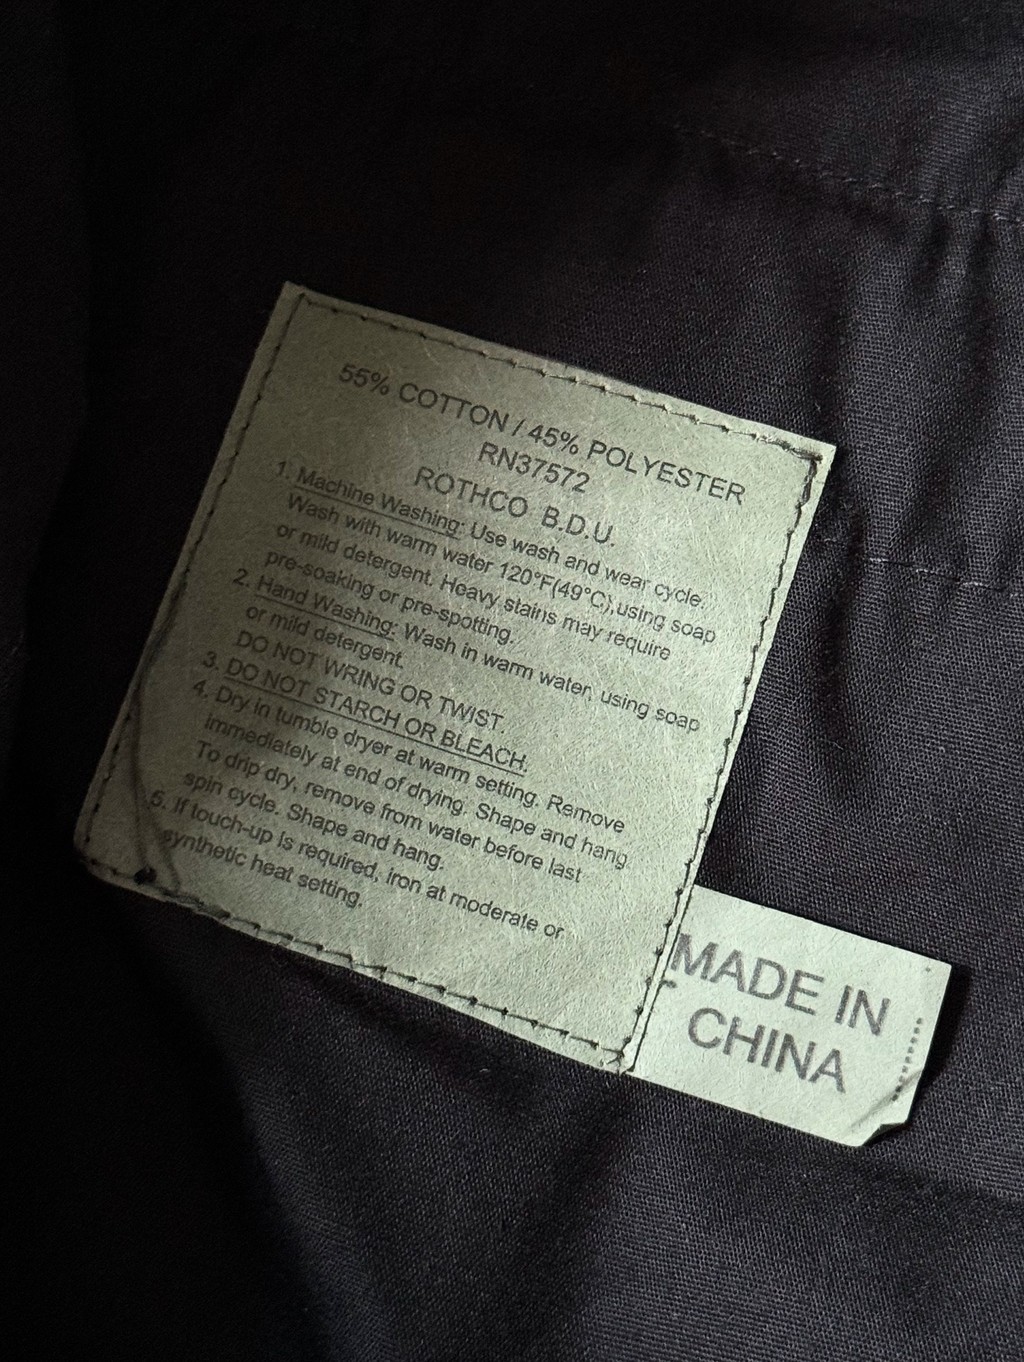 55% COTTON / 45% POLYESTER
RN37572
ROTHCO B.D.U.
1. Machine Washing: Use wash and wear cycle.
Wash with warm water 120°F(49°C),using soap
or mild detergent. Heavy stains may require
pre-soaking or pre-spotting.
2. Hand Washing: Wash in warm water, using soap
or mild detergent.
DO NOT WRING OR TWIST.
3. DO NOT STARCH OR BLEACH.
4. Dry in tumble dryer at warm setting. Remove
immediately at end of drying. Shape and hang
To drip dry, remove from water before last
spin cycle. Shape and hang.
5. If touch-up is required, iron at moderate or
synthetic heat setting.
MADE IN
CHINA